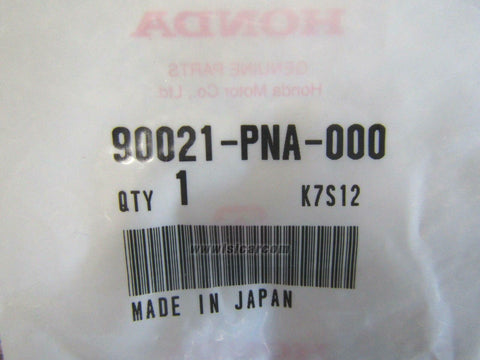 HONDA
GENUINE PARTS
Honda Motor Co., Ltd.
90021-PNA-000
QTY 1 K7S12
www.isicar.com
MADE IN JAPAN